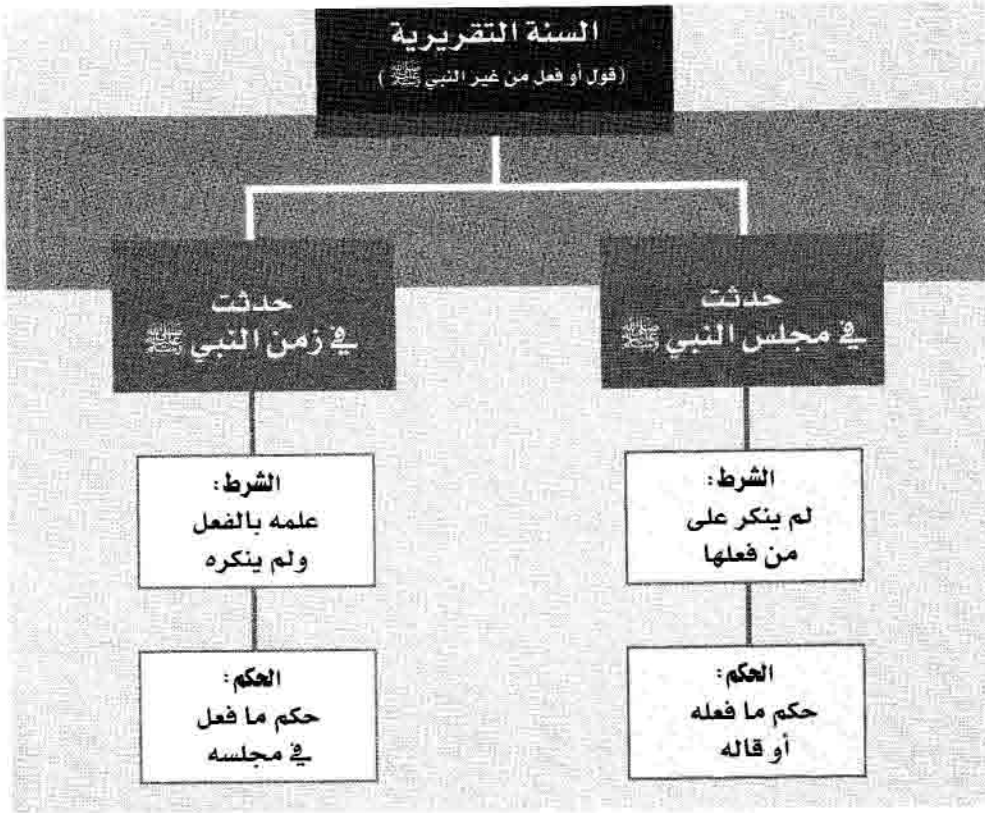 السنة التقريرية
(قول أو فعل من غير النبي ﷺ)
حدثت
في مجلس النبي ﷺ
الشرط:
لم ينكر على
من فعلها
الحكم:
حكم ما فعله
أو قاله
حدثت
في زمن النبي ﷺ
الشرط:
علمه بالفعل
ولم ينكره
الحكم:
حكم ما فعل
في مجلسه